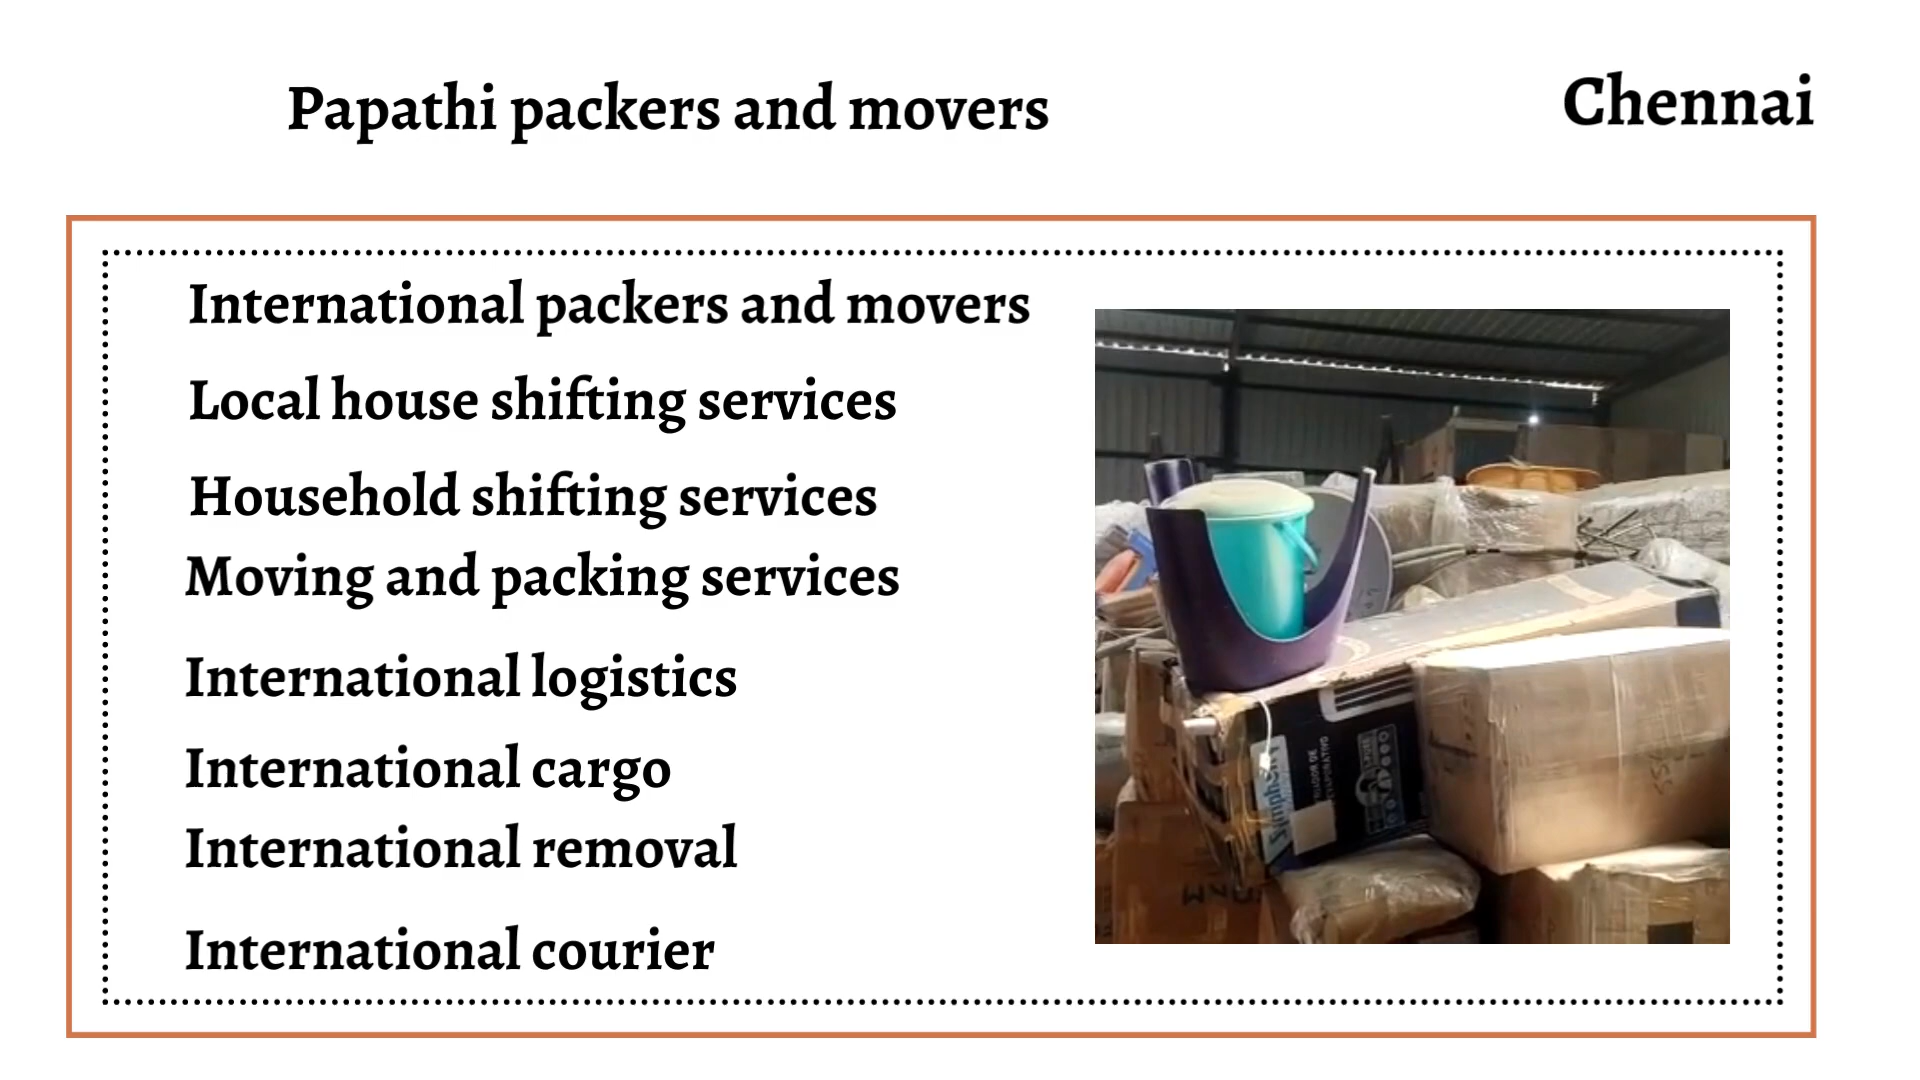 Papathi packers and movers
Chennai
International packers and movers
Local house shifting services
Household shifting services
Moving and packing services
International logistics
International cargo
International removal
International courier
Symphony